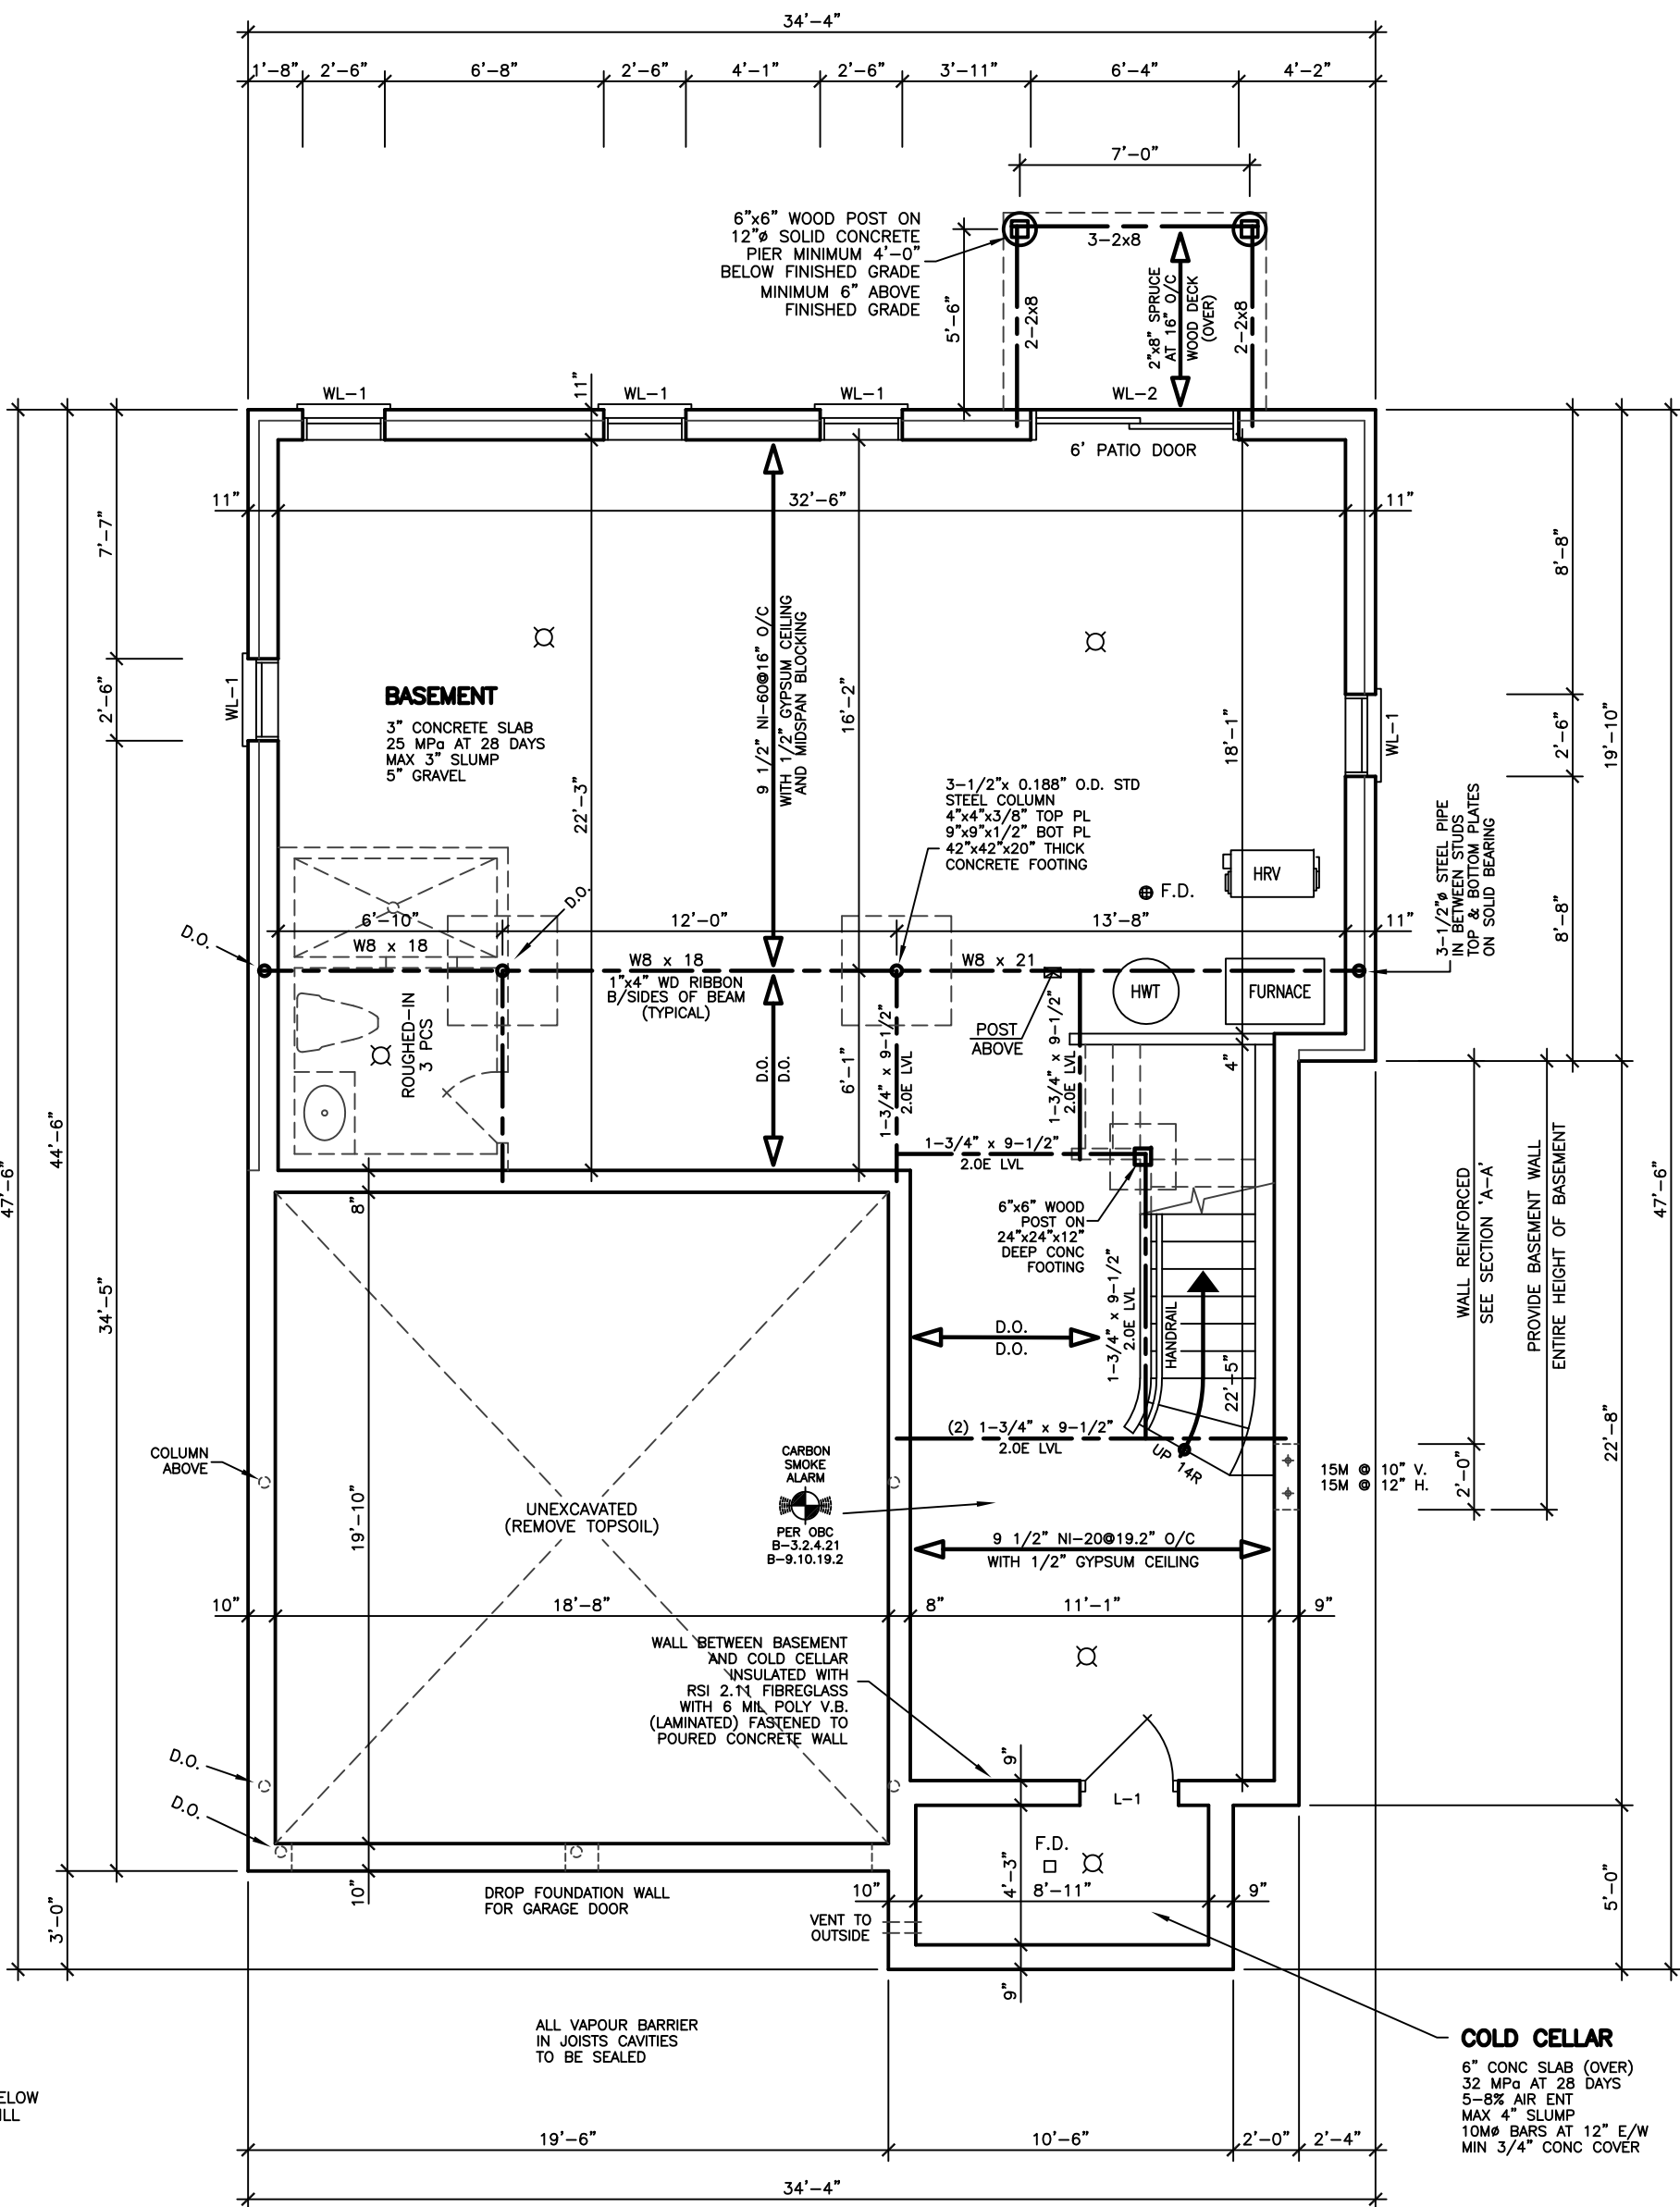 34'-4"
1'-8" 2'-6" 6'-8" 2'-6" 4'-1" 2'-6" 3'-11" 6'-4" 4'-2"
7'-0"
6"x6" WOOD POST ON
12"ø SOLID CONCRETE
PIER MINIMUM 4'-0"
BELOW FINISHED GRADE
MINIMUM 6" ABOVE
FINISHED GRADE
5'-6"
3-2x8
2-2x8
2"x8" SPRUCE
AT 16" O/C
WOOD DECK
(OVER)
2-2x8
WL-1
11"
WL-1
WL-1
WL-2
6' PATIO DOOR
11"
32'-6"
11"
7'-7"
2'-6"
WL-1
BASEMENT
3" CONCRETE SLAB
25 MPa AT 28 DAYS
MAX 3" SLUMP
5" GRAVEL
22'-3"
9 1/2" NI-60@16" O/C
WITH 1/2" GYPSUM CEILING
AND MIDSPAN BLOCKING
16'-2"
18'-1"
WL-1
8'-8"
2'-6"
19'-10"
8'-8"
3-1/2"x 0.188" O.D. STD
STEEL COLUMN
4"x4"x3/8" TOP PL
9"x9"x1/2" BOT PL
42"x42"x20" THICK
CONCRETE FOOTING
3-1/2"ø STEEL PIPE
IN BETWEEN STUDS
TOP & BOTTOM PLATES
ON SOLID BEARING
HRV
F.D.
D.O.
6'-10"
D.O.
12'-0"
13'-8"
11"
W8 x 18
W8 x 18
W8 x 21
1"x4" WD RIBBON
B/SIDES OF BEAM
(TYPICAL)
HWT
FURNACE
ROUGHED-IN
3 PCS
POST
ABOVE
D.O.
D.O.
6'-1"
1-3/4" x 9-1/2"
2.0E LVL
1-3/4" x 9-1/2"
2.0E LVL
4"
1-3/4" x 9-1/2"
2.0E LVL
47'-6"
44'-6"
34'-5"
8"
6"x6" WOOD
POST ON
24"x24"x12"
DEEP CONC
FOOTING
1-3/4" x 9-1/2"
2.0E LVL
HANDRAIL
D.O.
D.O.
22'-5"
WALL REINFORCED
SEE SECTION 'A-A'
PROVIDE BASEMENT WALL
ENTIRE HEIGHT OF BASEMENT
47'-6"
22'-8"
(2) 1-3/4" x 9-1/2"
2.0E LVL
UP 14R
COLUMN
ABOVE
CARBON
SMOKE
ALARM
PER OBC
B-3.2.4.21
B-9.10.19.2
15M @ 10" V.
15M @ 12" H.
2'-0"
UNEXCAVATED
(REMOVE TOPSOIL)
19'-10"
9 1/2" NI-20@19.2" O/C
WITH 1/2" GYPSUM CEILING
10"
18'-8"
8"
11'-1"
9"
WALL BETWEEN BASEMENT
AND COLD CELLAR
INSULATED WITH
RSI 2.11 FIBREGLASS
WITH 6 MIL POLY V.B.
(LAMINATED) FASTENED TO
POURED CONCRETE WALL
D.O.
D.O.
9"
L-1
F.D.
4'-3"
10"
8'-11"
9"
10"
DROP FOUNDATION WALL
FOR GARAGE DOOR
VENT TO
OUTSIDE
3'-0"
5'-0"
9"
ALL VAPOUR BARRIER
IN JOISTS CAVITIES
TO BE SEALED
COLD CELLAR
6" CONC SLAB (OVER)
32 MPa AT 28 DAYS
5-8% AIR ENT
MAX 4" SLUMP
10Mø BARS AT 12" E/W
MIN 3/4" CONC COVER
19'-6" 10'-6" 2'-0" 2'-4"
34'-4"